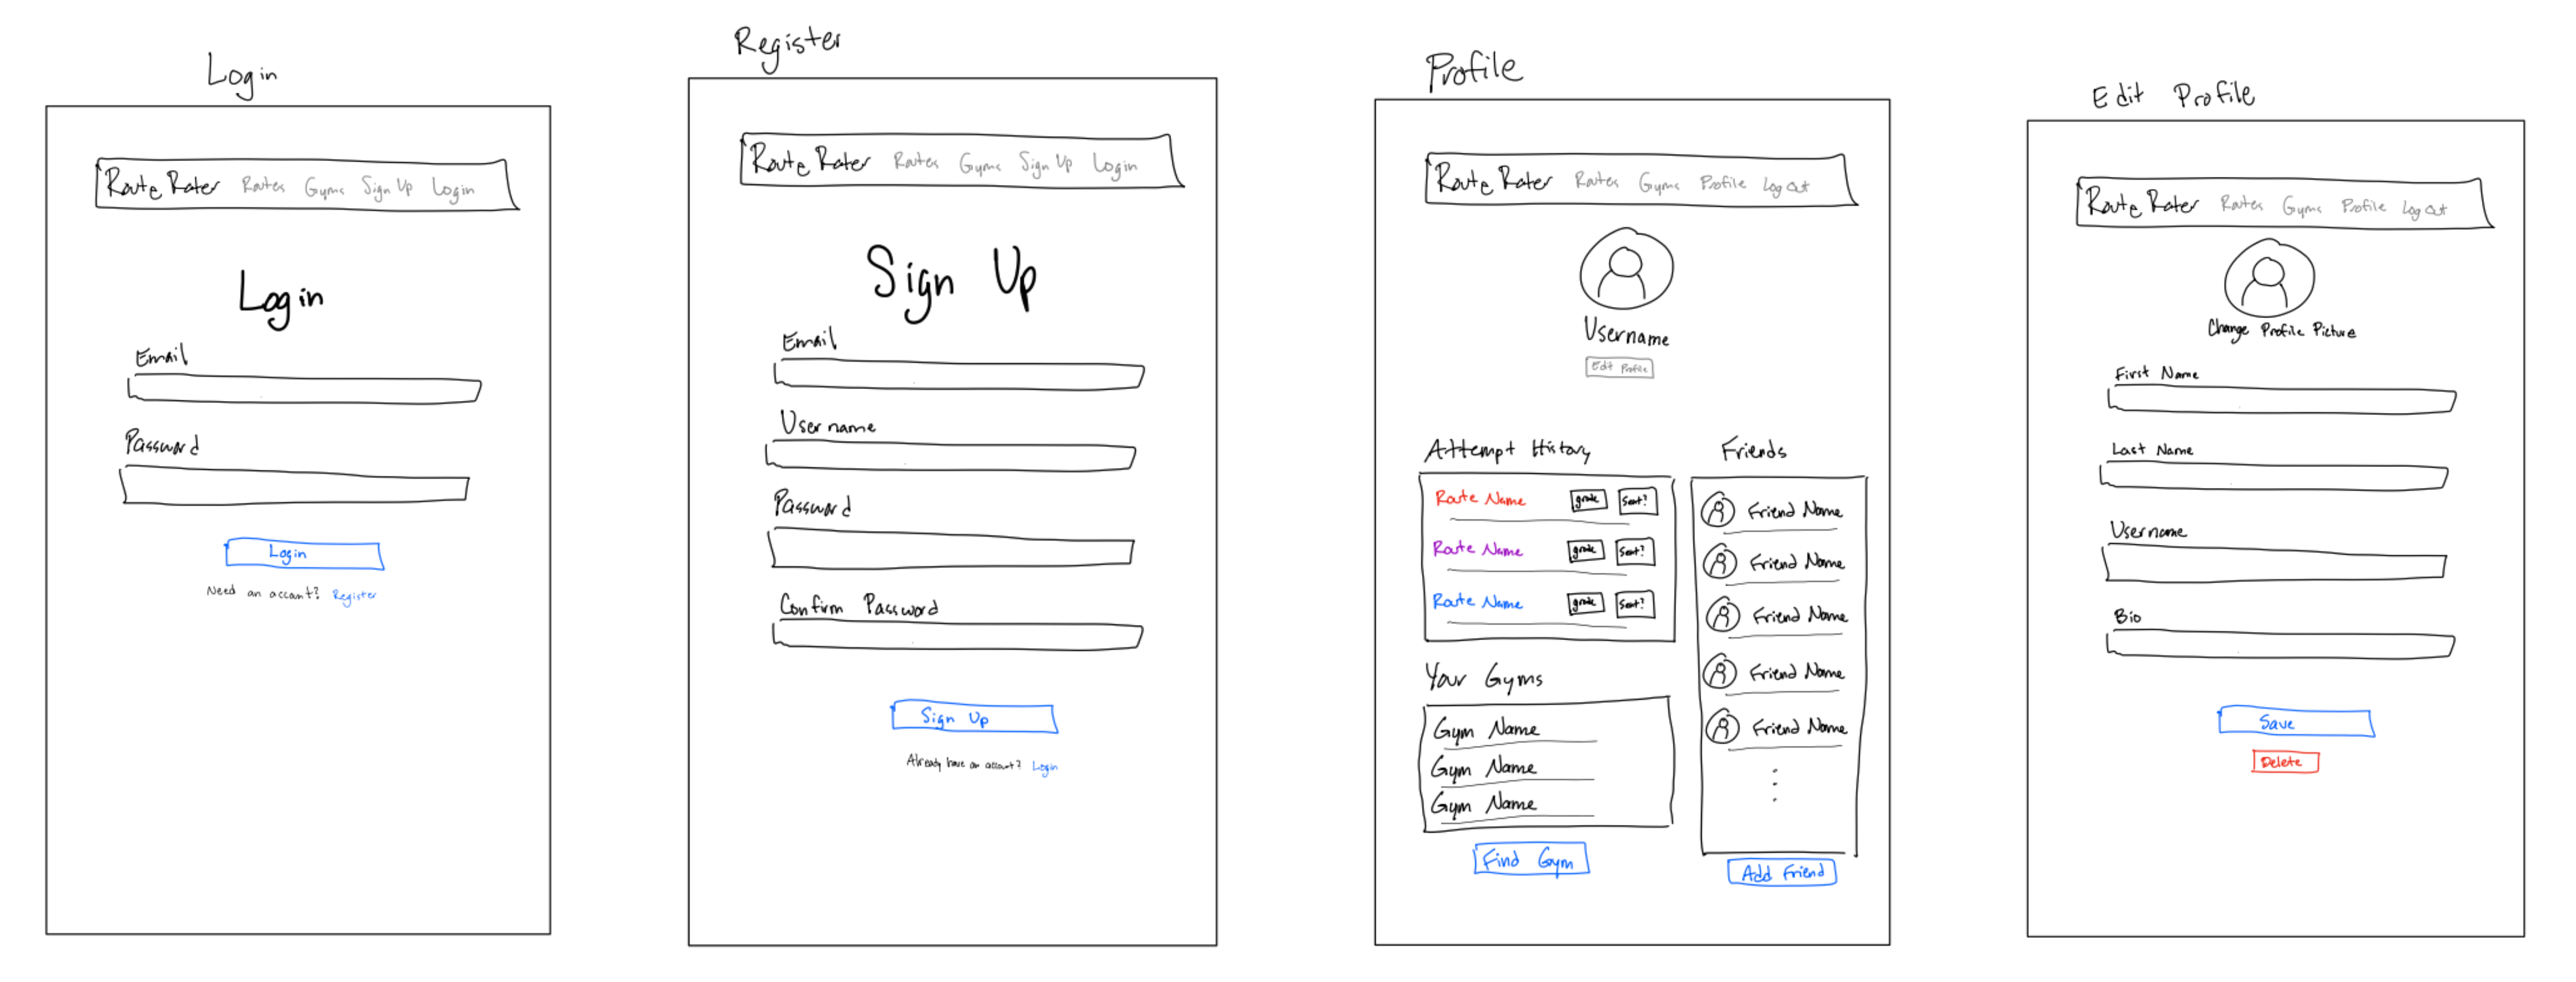 Login
Route Rater Routes Gyms Sign Up Login
Login
Email
Password
Login
Need an account? Register
Register
Route Rater Routes Gyms Sign Up Login
Sign Up
Email
Username
Password
Confirm Password
Sign Up
Already have an account? Login
Profile
Route Rater Routes Gyms Profile Log Out
Username
Edit Profile
Attempt History
Route Name grade Sent?
Route Name grade Sent?
Route Name grade Sent?
Your Gyms
Gym Name
Gym Name
Gym Name
Find Gym
Friends
Friend Name
Friend Name
Friend Name
Friend Name
Friend Name
Add Friend
Edit Profile
Route Rater Routes Gyms Profile Log Out
Change Profile Picture
First Name
Last Name
Username
Bio
Save
Delete